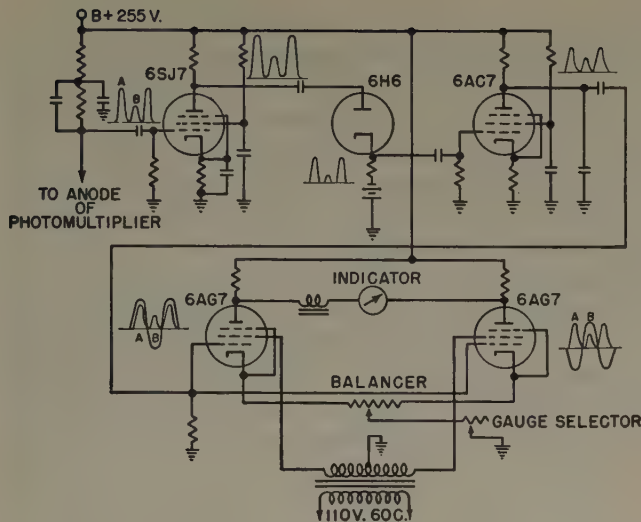 B+ 255 V.
6SJ7
6H6
6AC7
A
B
TO ANODE
OF
PHOTOMULTIPLIER
INDICATOR
6AG7
6AG7
A B
A B
BALANCER
GAUGE SELECTOR
110V. 60C.